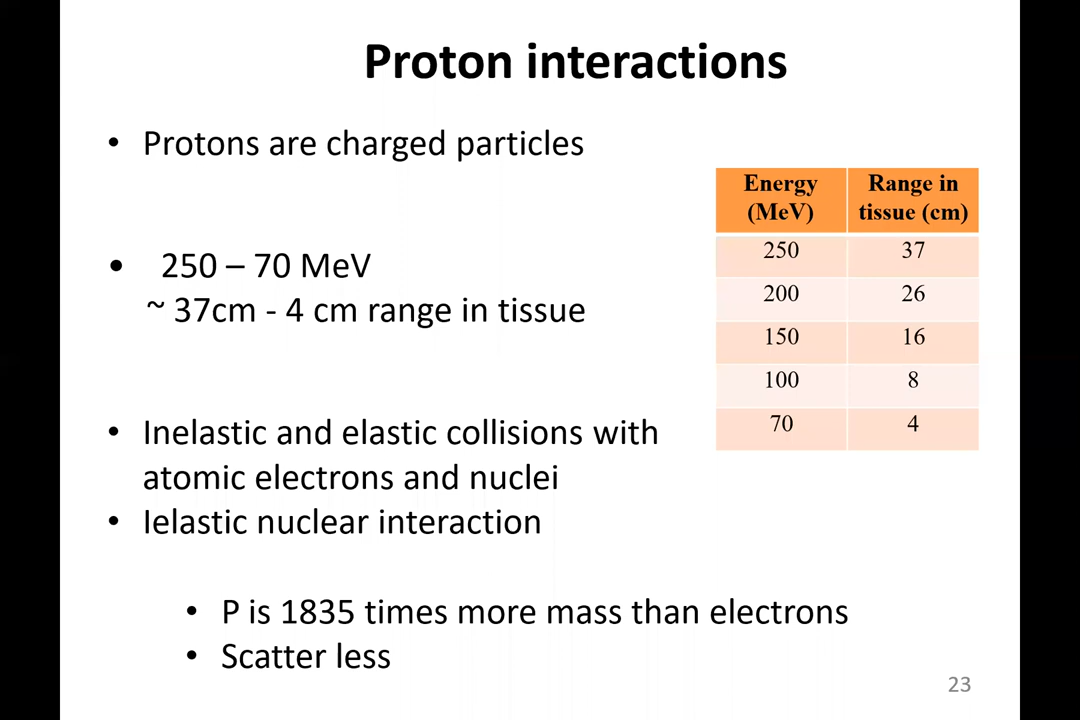 Proton interactions
• Protons are charged particles
• 250 – 70 MeV
~ 37cm - 4 cm range in tissue
• Inelastic and elastic collisions with
atomic electrons and nuclei
• Ielastic nuclear interaction
• P is 1835 times more mass than electrons
• Scatter less
Energy (MeV) Range in tissue (cm)
250 37
200 26
150 16
100 8
70 4
23